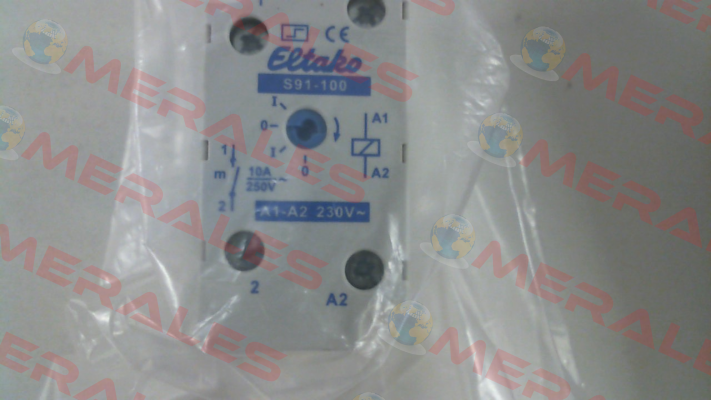 1
CE
Eltako
S91-100
I
0
I
0
A1
A2
1
m
2
10A
250V~
A1-A2 230V~
2
A2
MERALES
MERALES
MERALES
MERALES
MERALES
MERALES